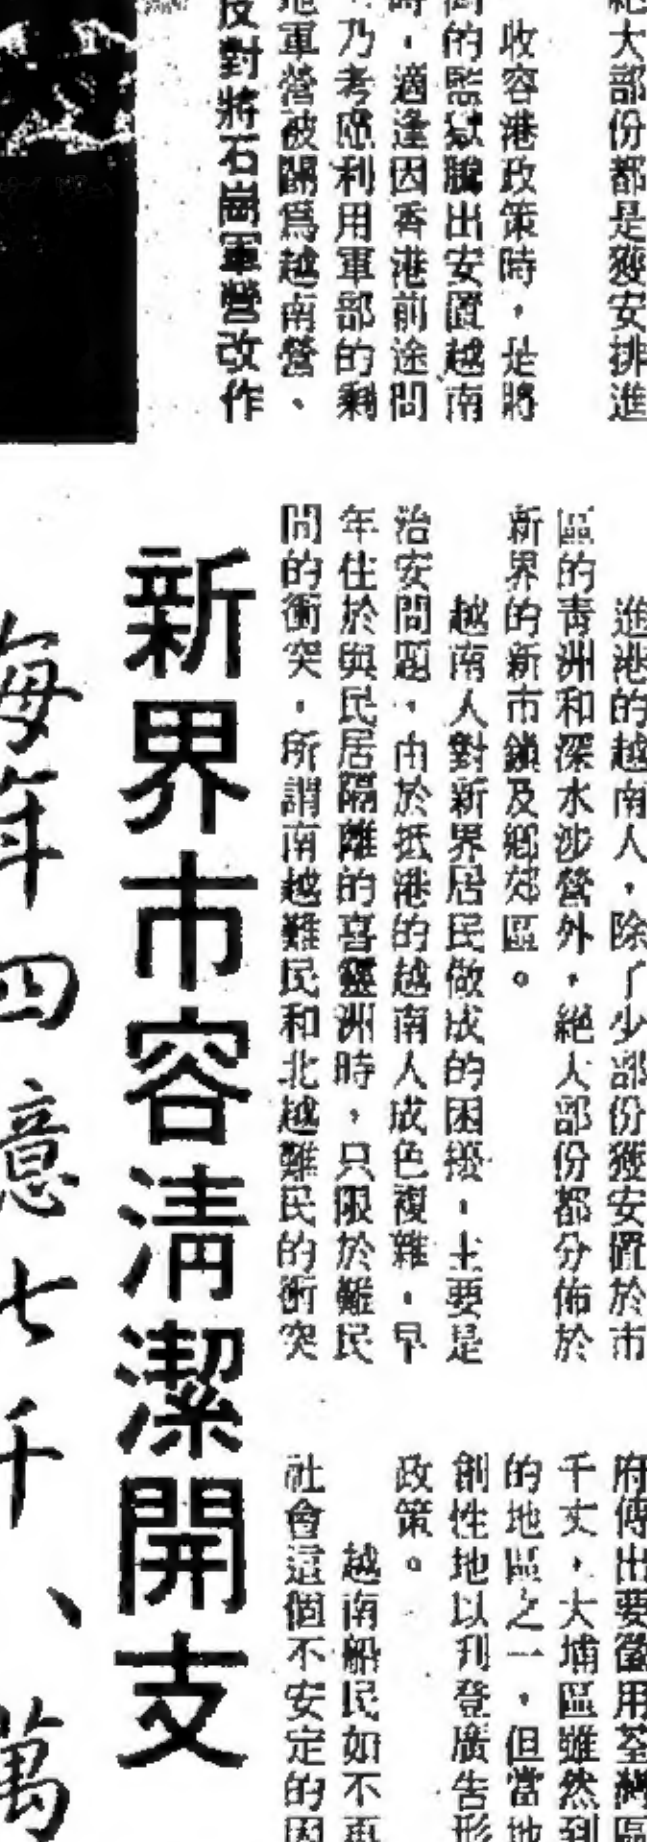 絕大部份都是獲安排進
收容港政策時，是將
的監獄騰出安置越南
時，適逢因香港前途問
，乃考慮利用軍部的剩
地軍營被闢為越南營、
反對將石崗軍營改作
進港的越南人，除了少部份獲安置於市
區的青洲和深水涉營外，絕大部份都分佈於
新界的新市鎮及鄉郊區。
越南人對新界居民做成的困擾，主要是
治安問題，由於抵港的越南人成色複雜，早
年住於與民居隔離的喜靈洲時，只限於難民
問的衝突，所謂南越難民和北越難民的衝突
府傳出要徵用荃灣區
千丈，大埔區雖然到
的地區之一，但當地
創性地以刋登廣告形
政策。
越南船民如不再
社會這個不安定的因
新界市容清潔開支
每年四億七千、萬